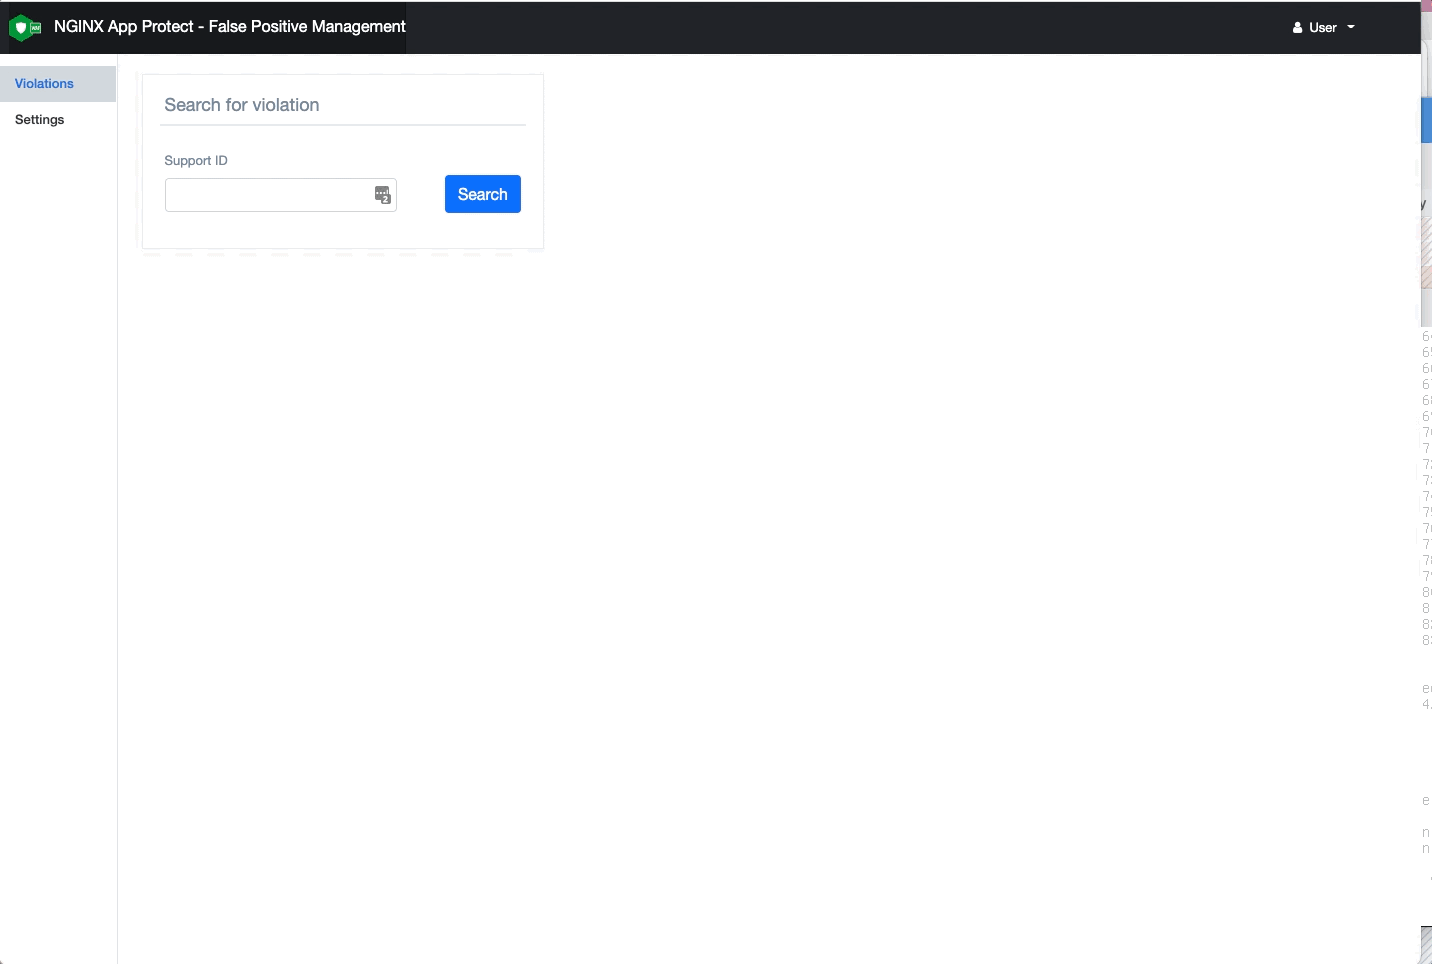 NGINX App Protect - False Positive Management
User
Violations
Settings
Search for violation
Support ID
Search